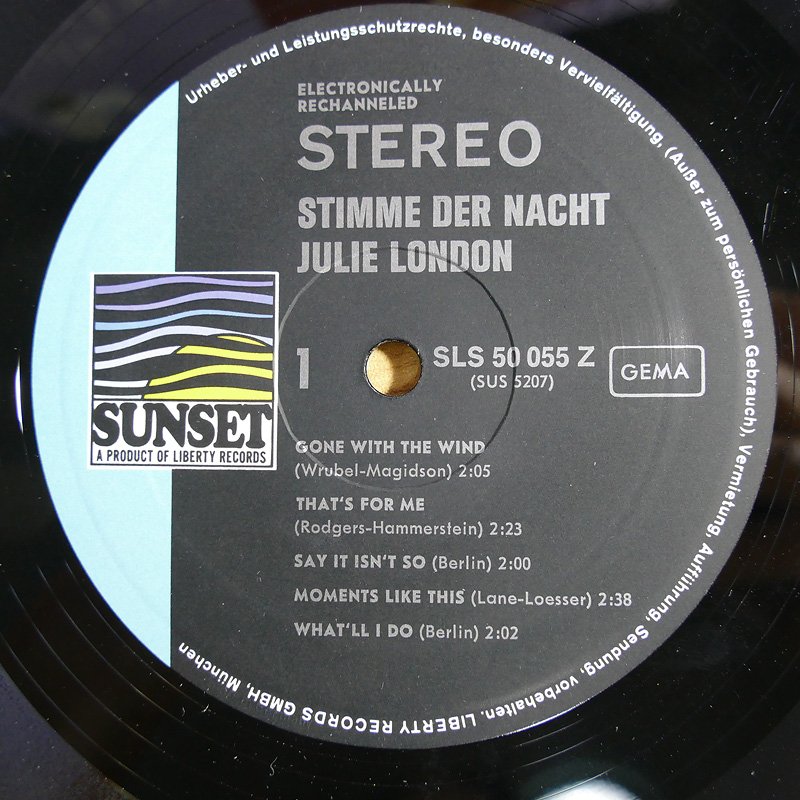 Urheber- und Leistungsschutzrechte, besonders Vervielfältigung, (Außer zum persönlichen Gebrauch), Vermietung, Aufführung, Sendung, vorbehalten. LIBERTY RECORDS GMBH, München
ELECTRONICALLY
RECHANNELED
STEREO
STIMME DER NACHT
JULIE LONDON
SUNSET
A PRODUCT OF LIBERTY RECORDS
1
SLS 50 055 Z
(SUS 5207)
GEMA
GONE WITH THE WIND
(Wrubel-Magidson) 2:05
THAT'S FOR ME
(Rodgers-Hammerstein) 2:23
SAY IT ISN'T SO (Berlin) 2:00
MOMENTS LIKE THIS (Lane-Loesser) 2:38
WHAT'LL I DO (Berlin) 2:02